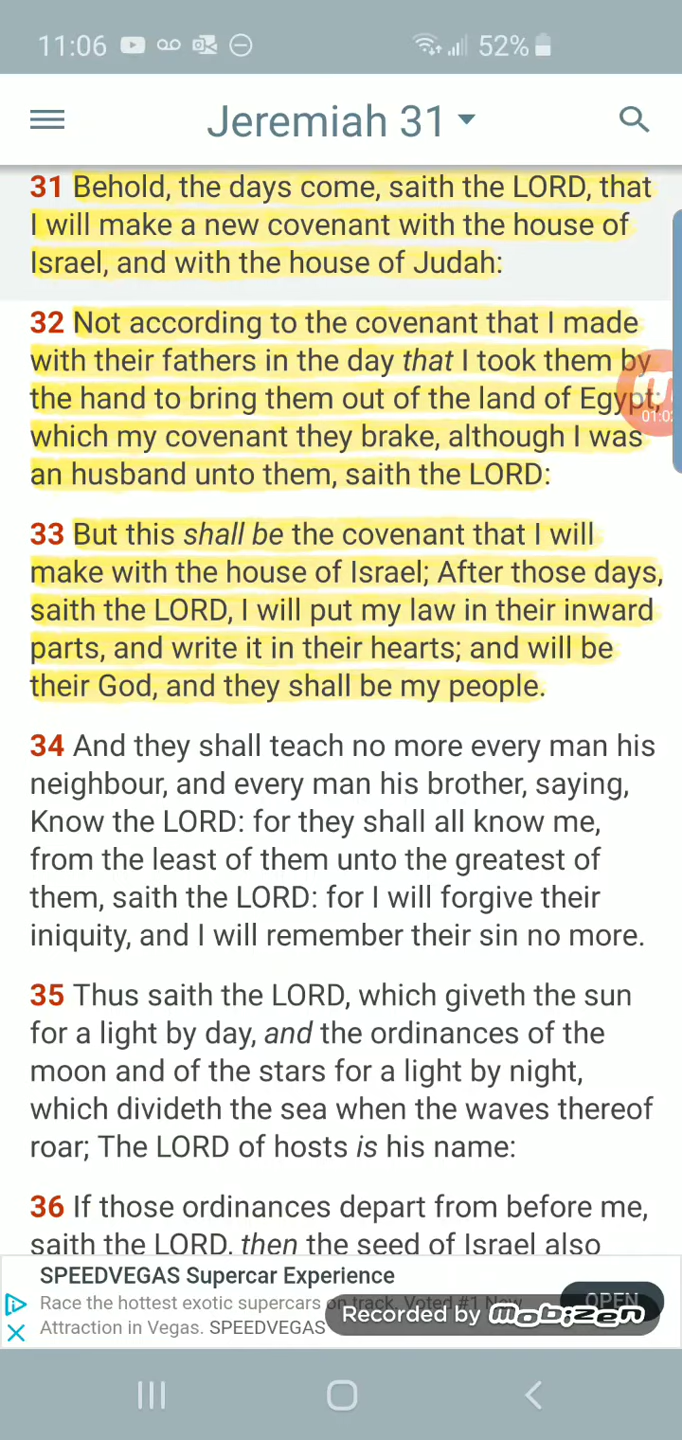 11:06 52%
Jeremiah 31
31 Behold, the days come, saith the LORD, that
I will make a new covenant with the house of
Israel, and with the house of Judah:
32 Not according to the covenant that I made
with their fathers in the day that I took them by
the hand to bring them out of the land of Egypt;
which my covenant they brake, although I was
an husband unto them, saith the LORD:
33 But this shall be the covenant that I will
make with the house of Israel; After those days,
saith the LORD, I will put my law in their inward
parts, and write it in their hearts; and will be
their God, and they shall be my people.
34 And they shall teach no more every man his
neighbour, and every man his brother, saying,
Know the LORD: for they shall all know me,
from the least of them unto the greatest of
them, saith the LORD: for I will forgive their
iniquity, and I will remember their sin no more.
35 Thus saith the LORD, which giveth the sun
for a light by day, and the ordinances of the
moon and of the stars for a light by night,
which divideth the sea when the waves thereof
roar; The LORD of hosts is his name:
36 If those ordinances depart from before me,
saith the LORD, then the seed of Israel also
SPEEDVEGAS Supercar Experience
Race the hottest exotic supercars on track. Voted #1 New
Attraction in Vegas. SPEEDVEGAS
OPEN
Recorded by mobizen